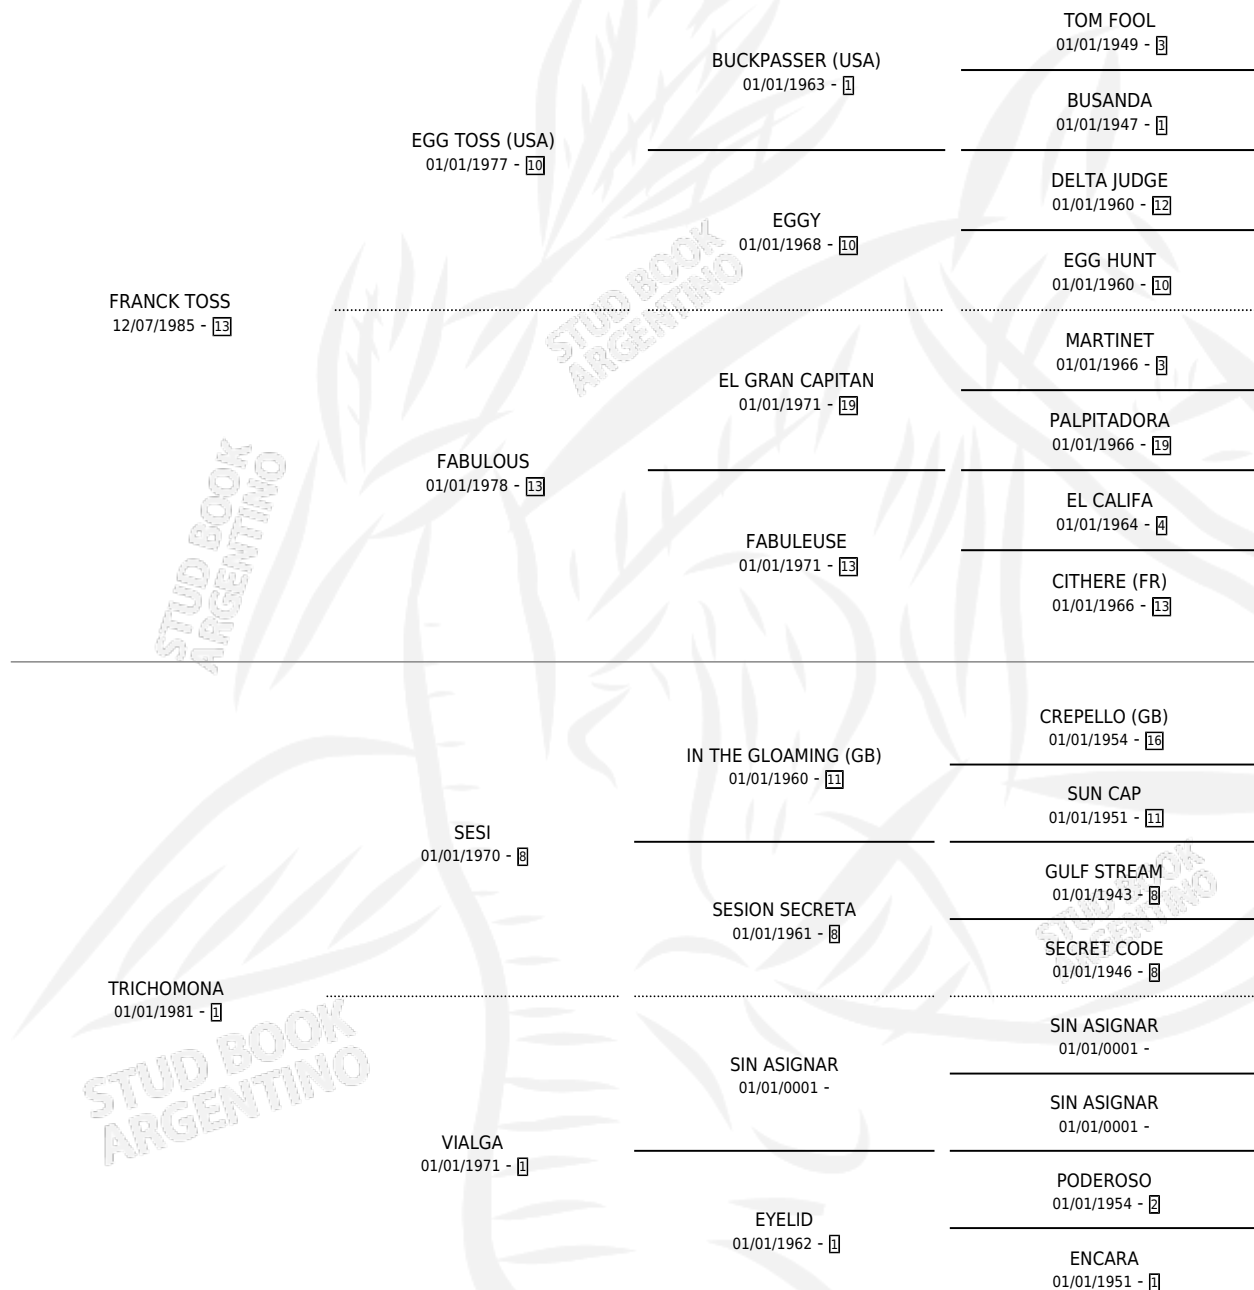 TOM FOOL
01/01/1949 - 3
BUCKPASSER (USA)
01/01/1963 - 1
BUSANDA
01/01/1947 - 1
EGG TOSS (USA)
01/01/1977 - 10
DELTA JUDGE
01/01/1960 - 12
EGGY
01/01/1968 - 10
EGG HUNT
01/01/1960 - 10
FRANCK TOSS
12/07/1985 - 13
MARTINET
01/01/1966 - 3
EL GRAN CAPITAN
01/01/1971 - 19
PALPITADORA
01/01/1966 - 19
FABULOUS
01/01/1978 - 13
EL CALIFA
01/01/1964 - 4
FABULEUSE
01/01/1971 - 13
CITHERE (FR)
01/01/1966 - 13
STUD BOOK
ARGENTINO
STUD BOOK
ARGENTINO
CREPELLO (GB)
01/01/1954 - 16
IN THE GLOAMING (GB)
01/01/1960 - 11
SUN CAP
01/01/1951 - 11
SESI
01/01/1970 - 8
GULF STREAM
01/01/1943 - 8
SESION SECRETA
01/01/1961 - 8
SECRET CODE
01/01/1946 - 8
TRICHOMONA
01/01/1981 - 1
SIN ASIGNAR
01/01/0001 -
SIN ASIGNAR
01/01/0001 -
SIN ASIGNAR
01/01/0001 -
VIALGA
01/01/1971 - 1
PODEROSO
01/01/1954 - 2
EYELID
01/01/1962 - 1
ENCARA
01/01/1951 - 1
STUD BOOK
ARGENTINO
STUD BOOK
ARGENTINO